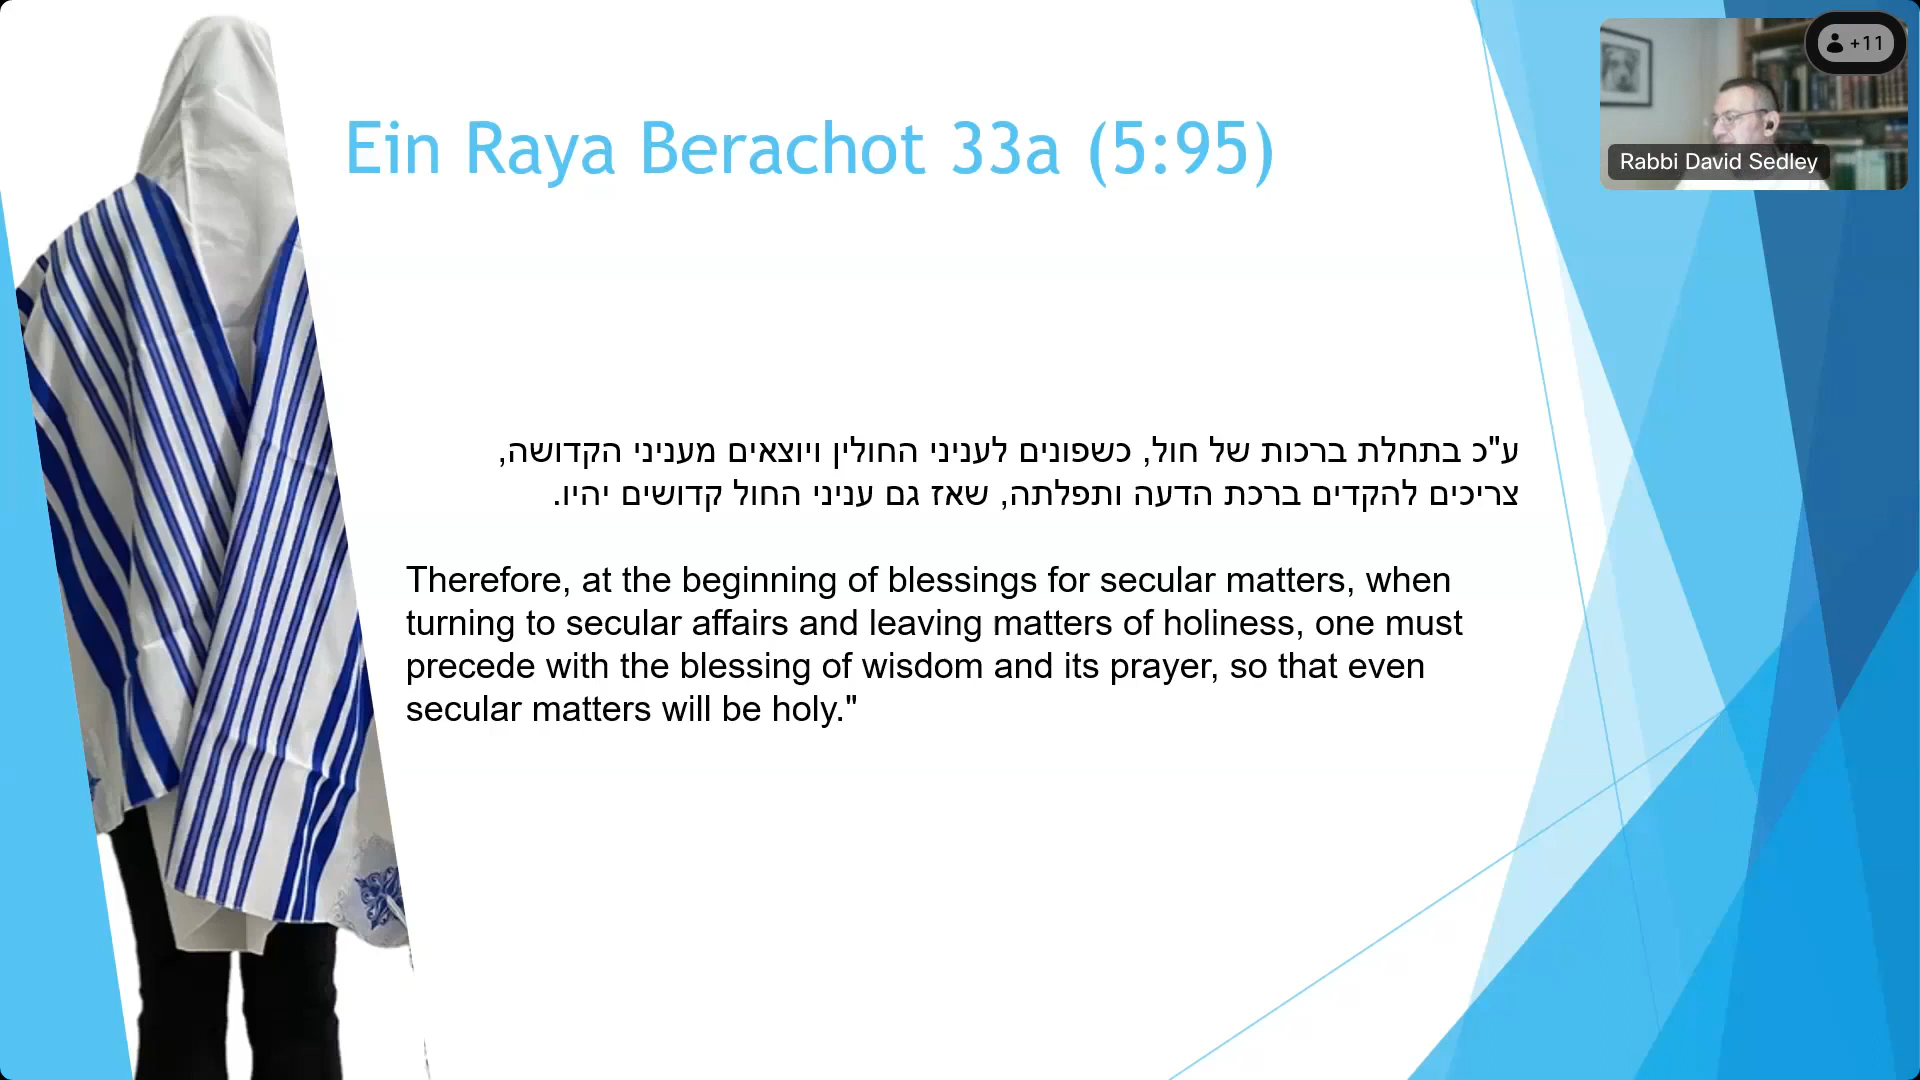 Ein Raya Berachot 33a (5:95)
+11
Rabbi David Sedley
ע"כ בתחלת ברכות של חול, כשפונים לעניני החולין ויוצאים מעניני הקדושה,
צריכים להקדים ברכת הדעה ותפלתה, שאז גם עניני החול קדושים יהיו.
Therefore, at the beginning of blessings for secular matters, when
turning to secular affairs and leaving matters of holiness, one must
precede with the blessing of wisdom and its prayer, so that even
secular matters will be holy."